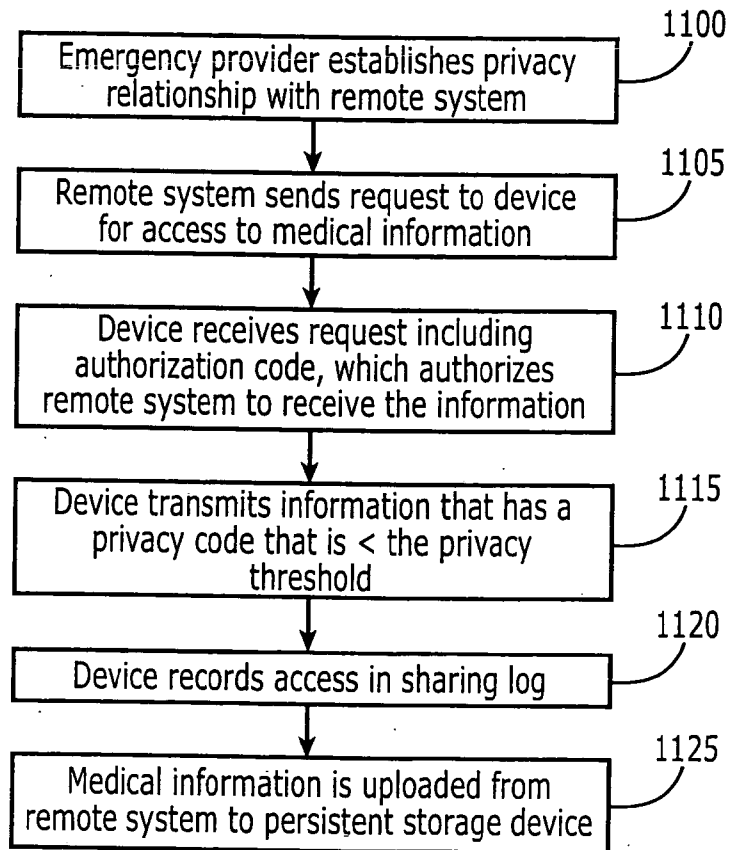 1100
Emergency provider establishes privacy
relationship with remote system
1105
Remote system sends request to device
for access to medical information
1110
Device receives request including
authorization code, which authorizes
remote system to receive the information
1115
Device transmits information that has a
privacy code that is < the privacy
threshold
1120
Device records access in sharing log
1125
Medical information is uploaded from
remote system to persistent storage device